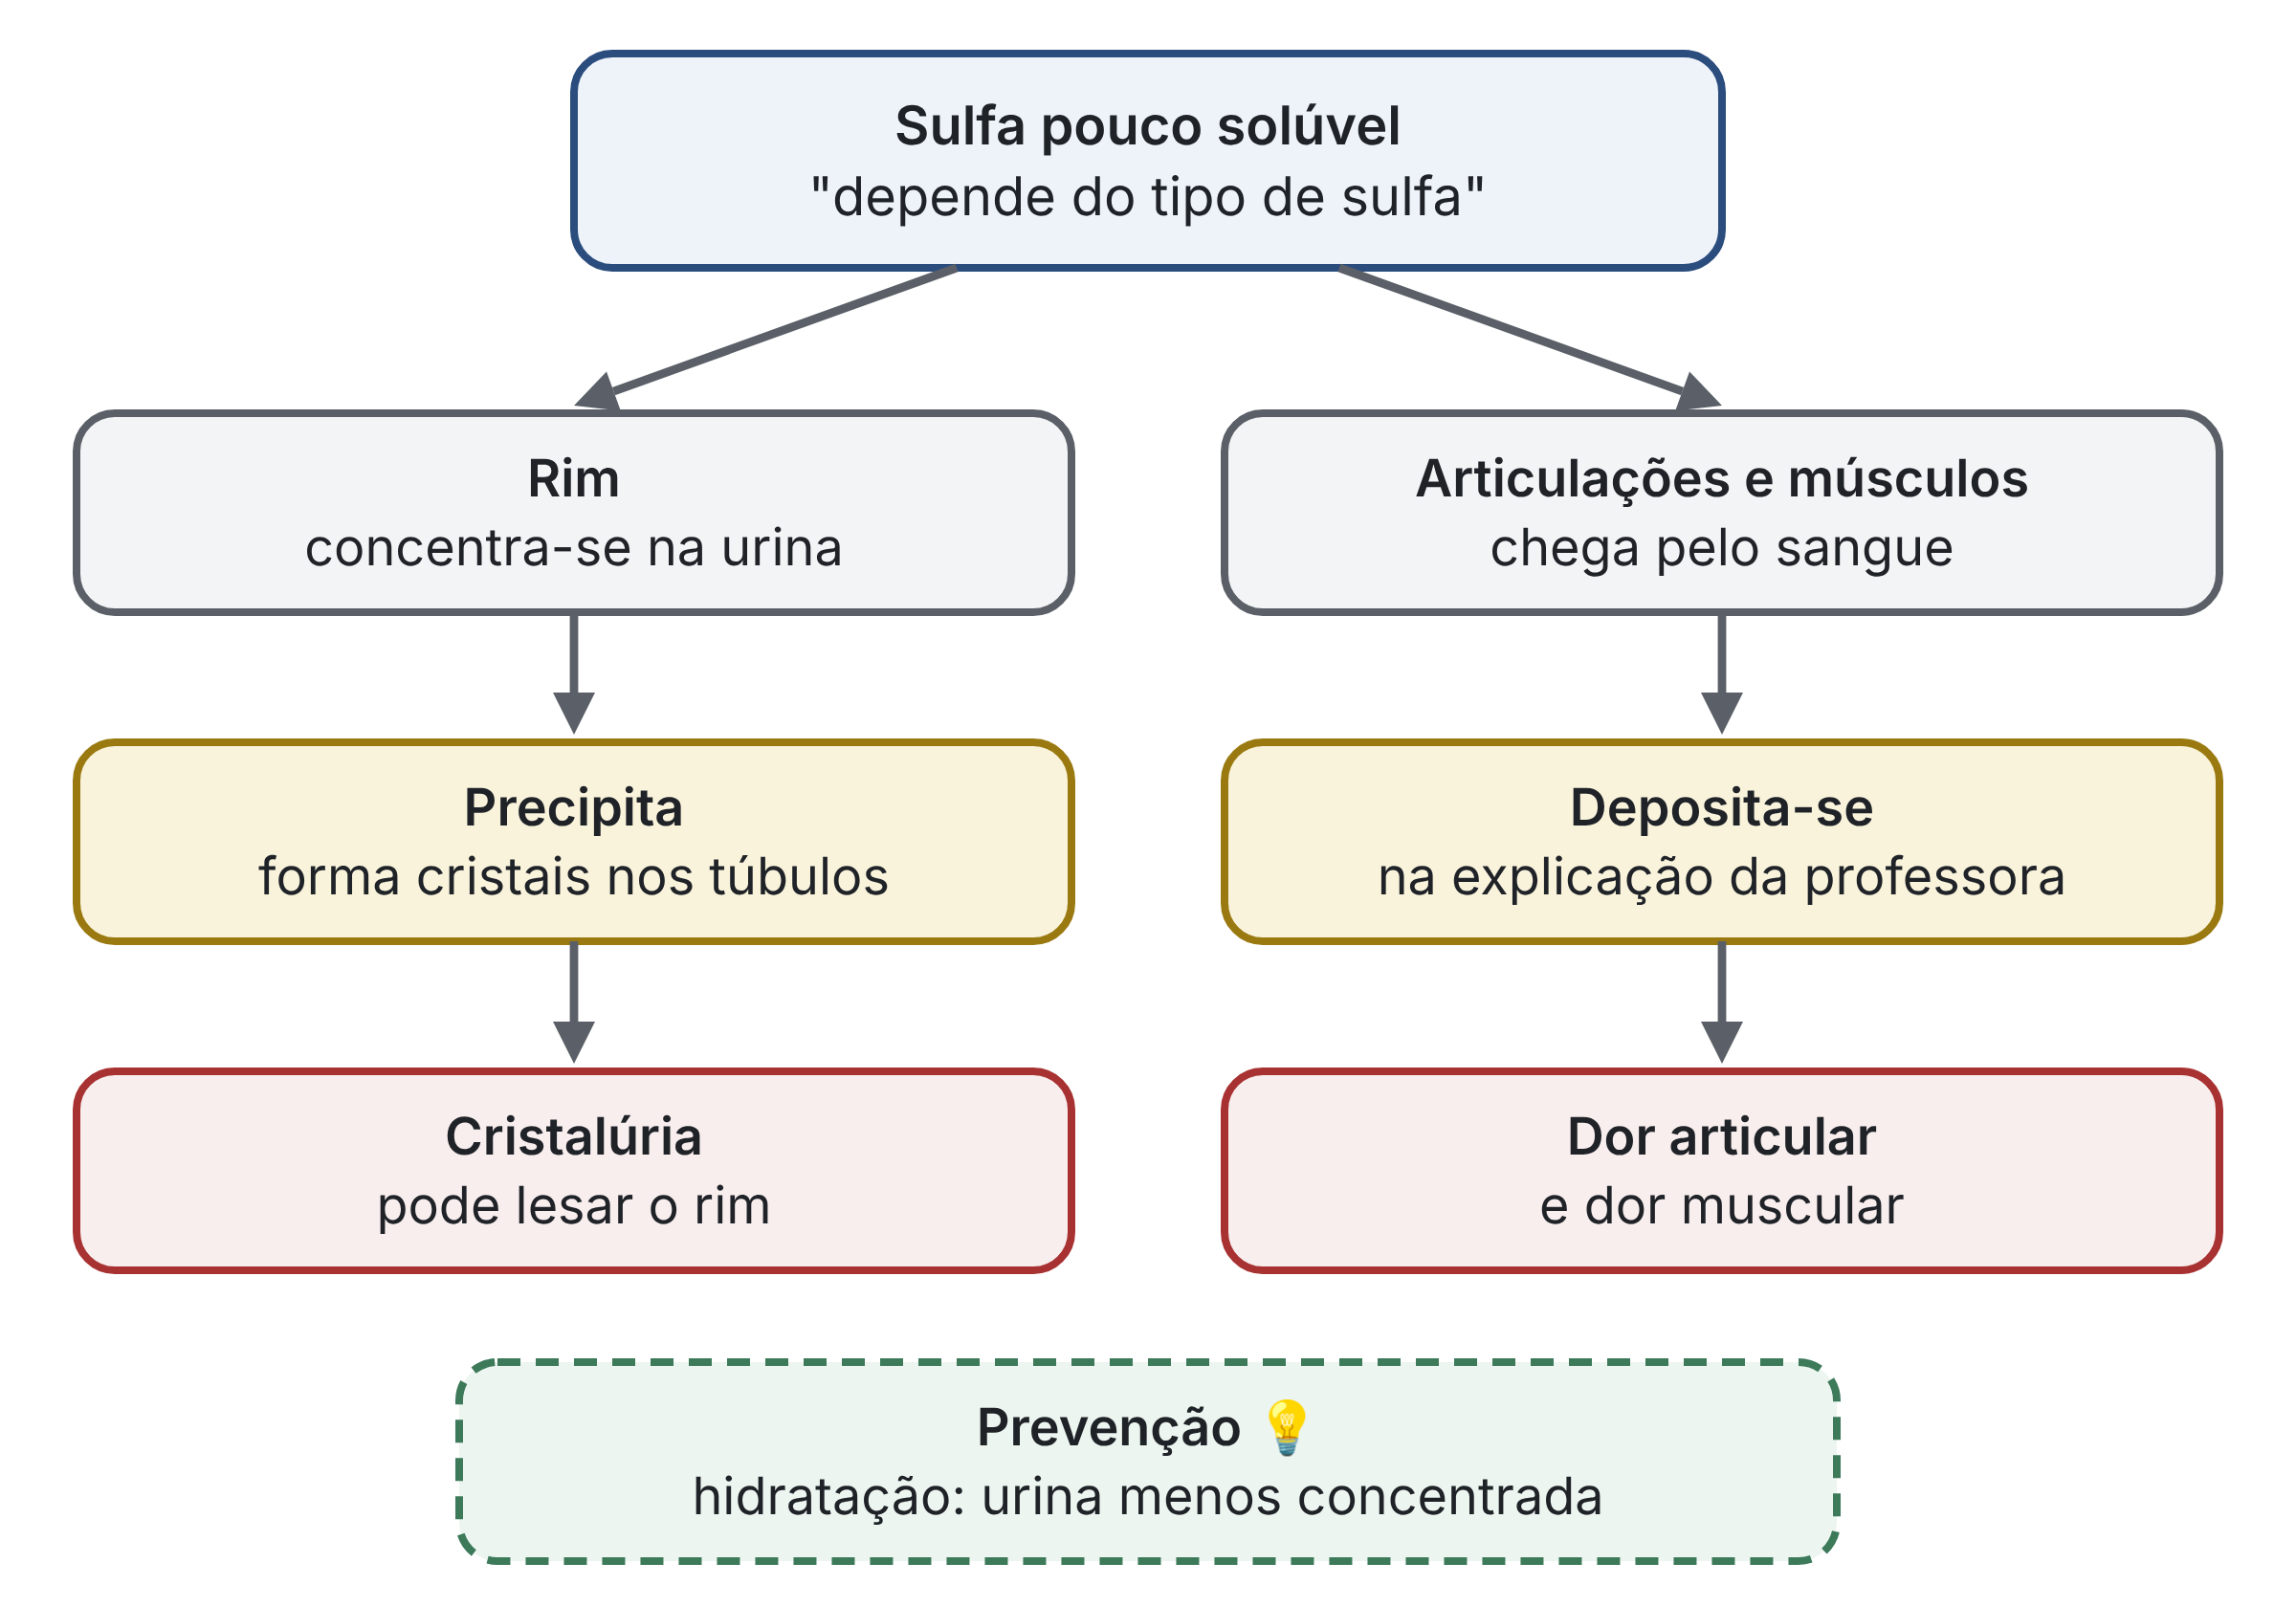 Sulfa pouco solúvel
"depende do tipo de sulfa"
Rim
concentra-se na urina
Articulações e músculos
chega pelo sangue
Precipita
forma cristais nos túbulos
Deposita-se
na explicação da professora
Cristalúria
pode lesar o rim
Dor articular
e dor muscular
Prevenção 💡
hidratação: urina menos concentrada